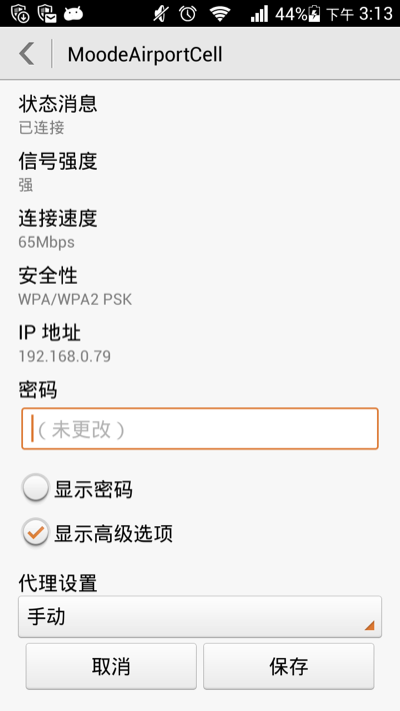 44% 下午 3:13
MoodeAirportCell
状态消息
已连接
信号强度
强
连接速度
65Mbps
安全性
WPA/WPA2 PSK
IP 地址
192.168.0.79
密码
（未更改）
显示密码
显示高级选项
代理设置
手动
取消
保存